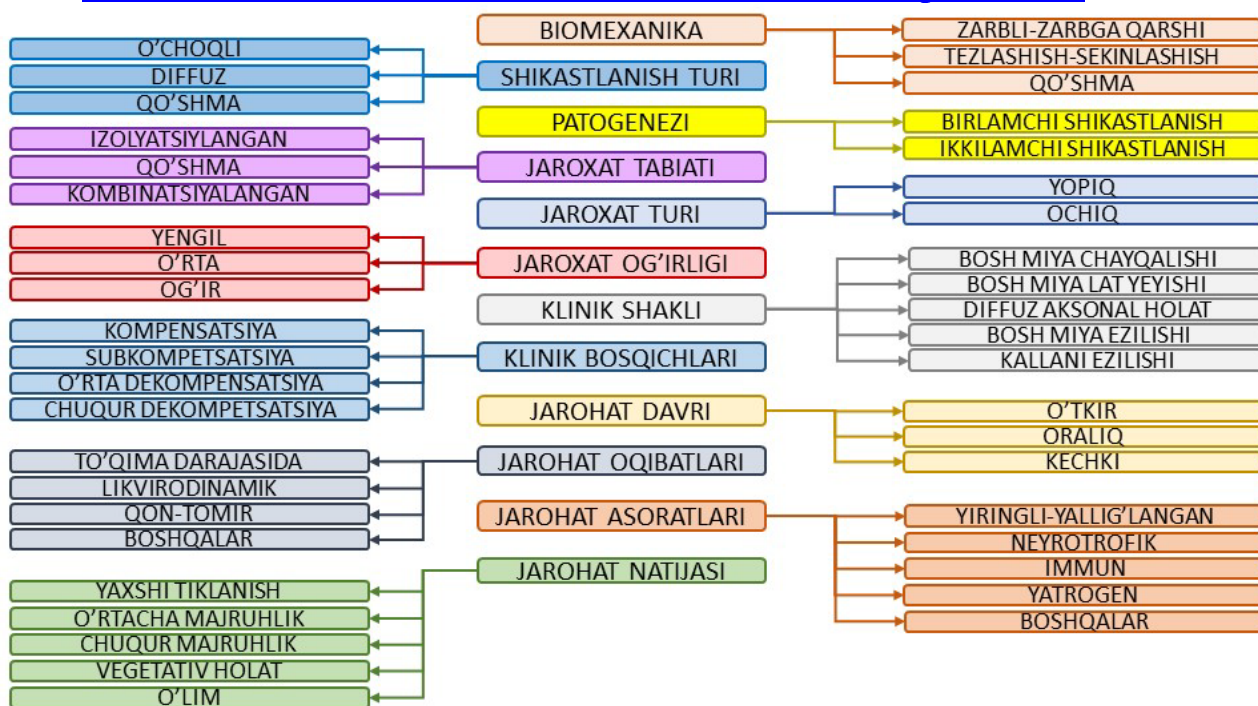 BIOMEXANIKA
ZARBLI-ZARBGA QARSHI
TEZLASHISH-SEKINLASHISH
QO'SHMA
SHIKASTLANISH TURI
O'CHOQLI
DIFFUZ
QO'SHMA
PATOGENEZI
BIRLAMCHI SHIKASTLANISH
IKKILAMCHI SHIKASTLANISH
JAROXAT TABIATI
IZOLYATSIYLANGAN
QO'SHMA
KOMBINATSIYALANGAN
JAROXAT TURI
YOPIQ
OCHIQ
JAROXAT OG'IRLIGI
YENGIL
O'RTA
OG'IR
KLINIK SHAKLI
BOSH MIYA CHAYQALISHI
BOSH MIYA LAT YEYISHI
DIFFUZ AKSONAL HOLAT
BOSH MIYA EZILISHI
KALLANI EZILISHI
KLINIK BOSQICHLARI
KOMPENSATSIYA
SUBKOMPETSATSIYA
O'RTA DEKOMPENSATSIYA
CHUQUR DEKOMPETSATSIYA
JAROHAT DAVRI
O'TKIR
ORALIQ
KECHKI
JAROHAT OQIBATLARI
TO'QIMA DARAJASIDA
LIKVIRODINAMIK
QON-TOMIR
BOSHQALAR
JAROHAT ASORATLARI
YIRINGLI-YALLIG'LANGAN
NEYROTROFIK
IMMUN
YATROGEN
BOSHQALAR
JAROHAT NATIJASI
YAXSHI TIKLANISH
O'RTACHA MAJRUHLIK
CHUQUR MAJRUHLIK
VEGETATIV HOLAT
O'LIM